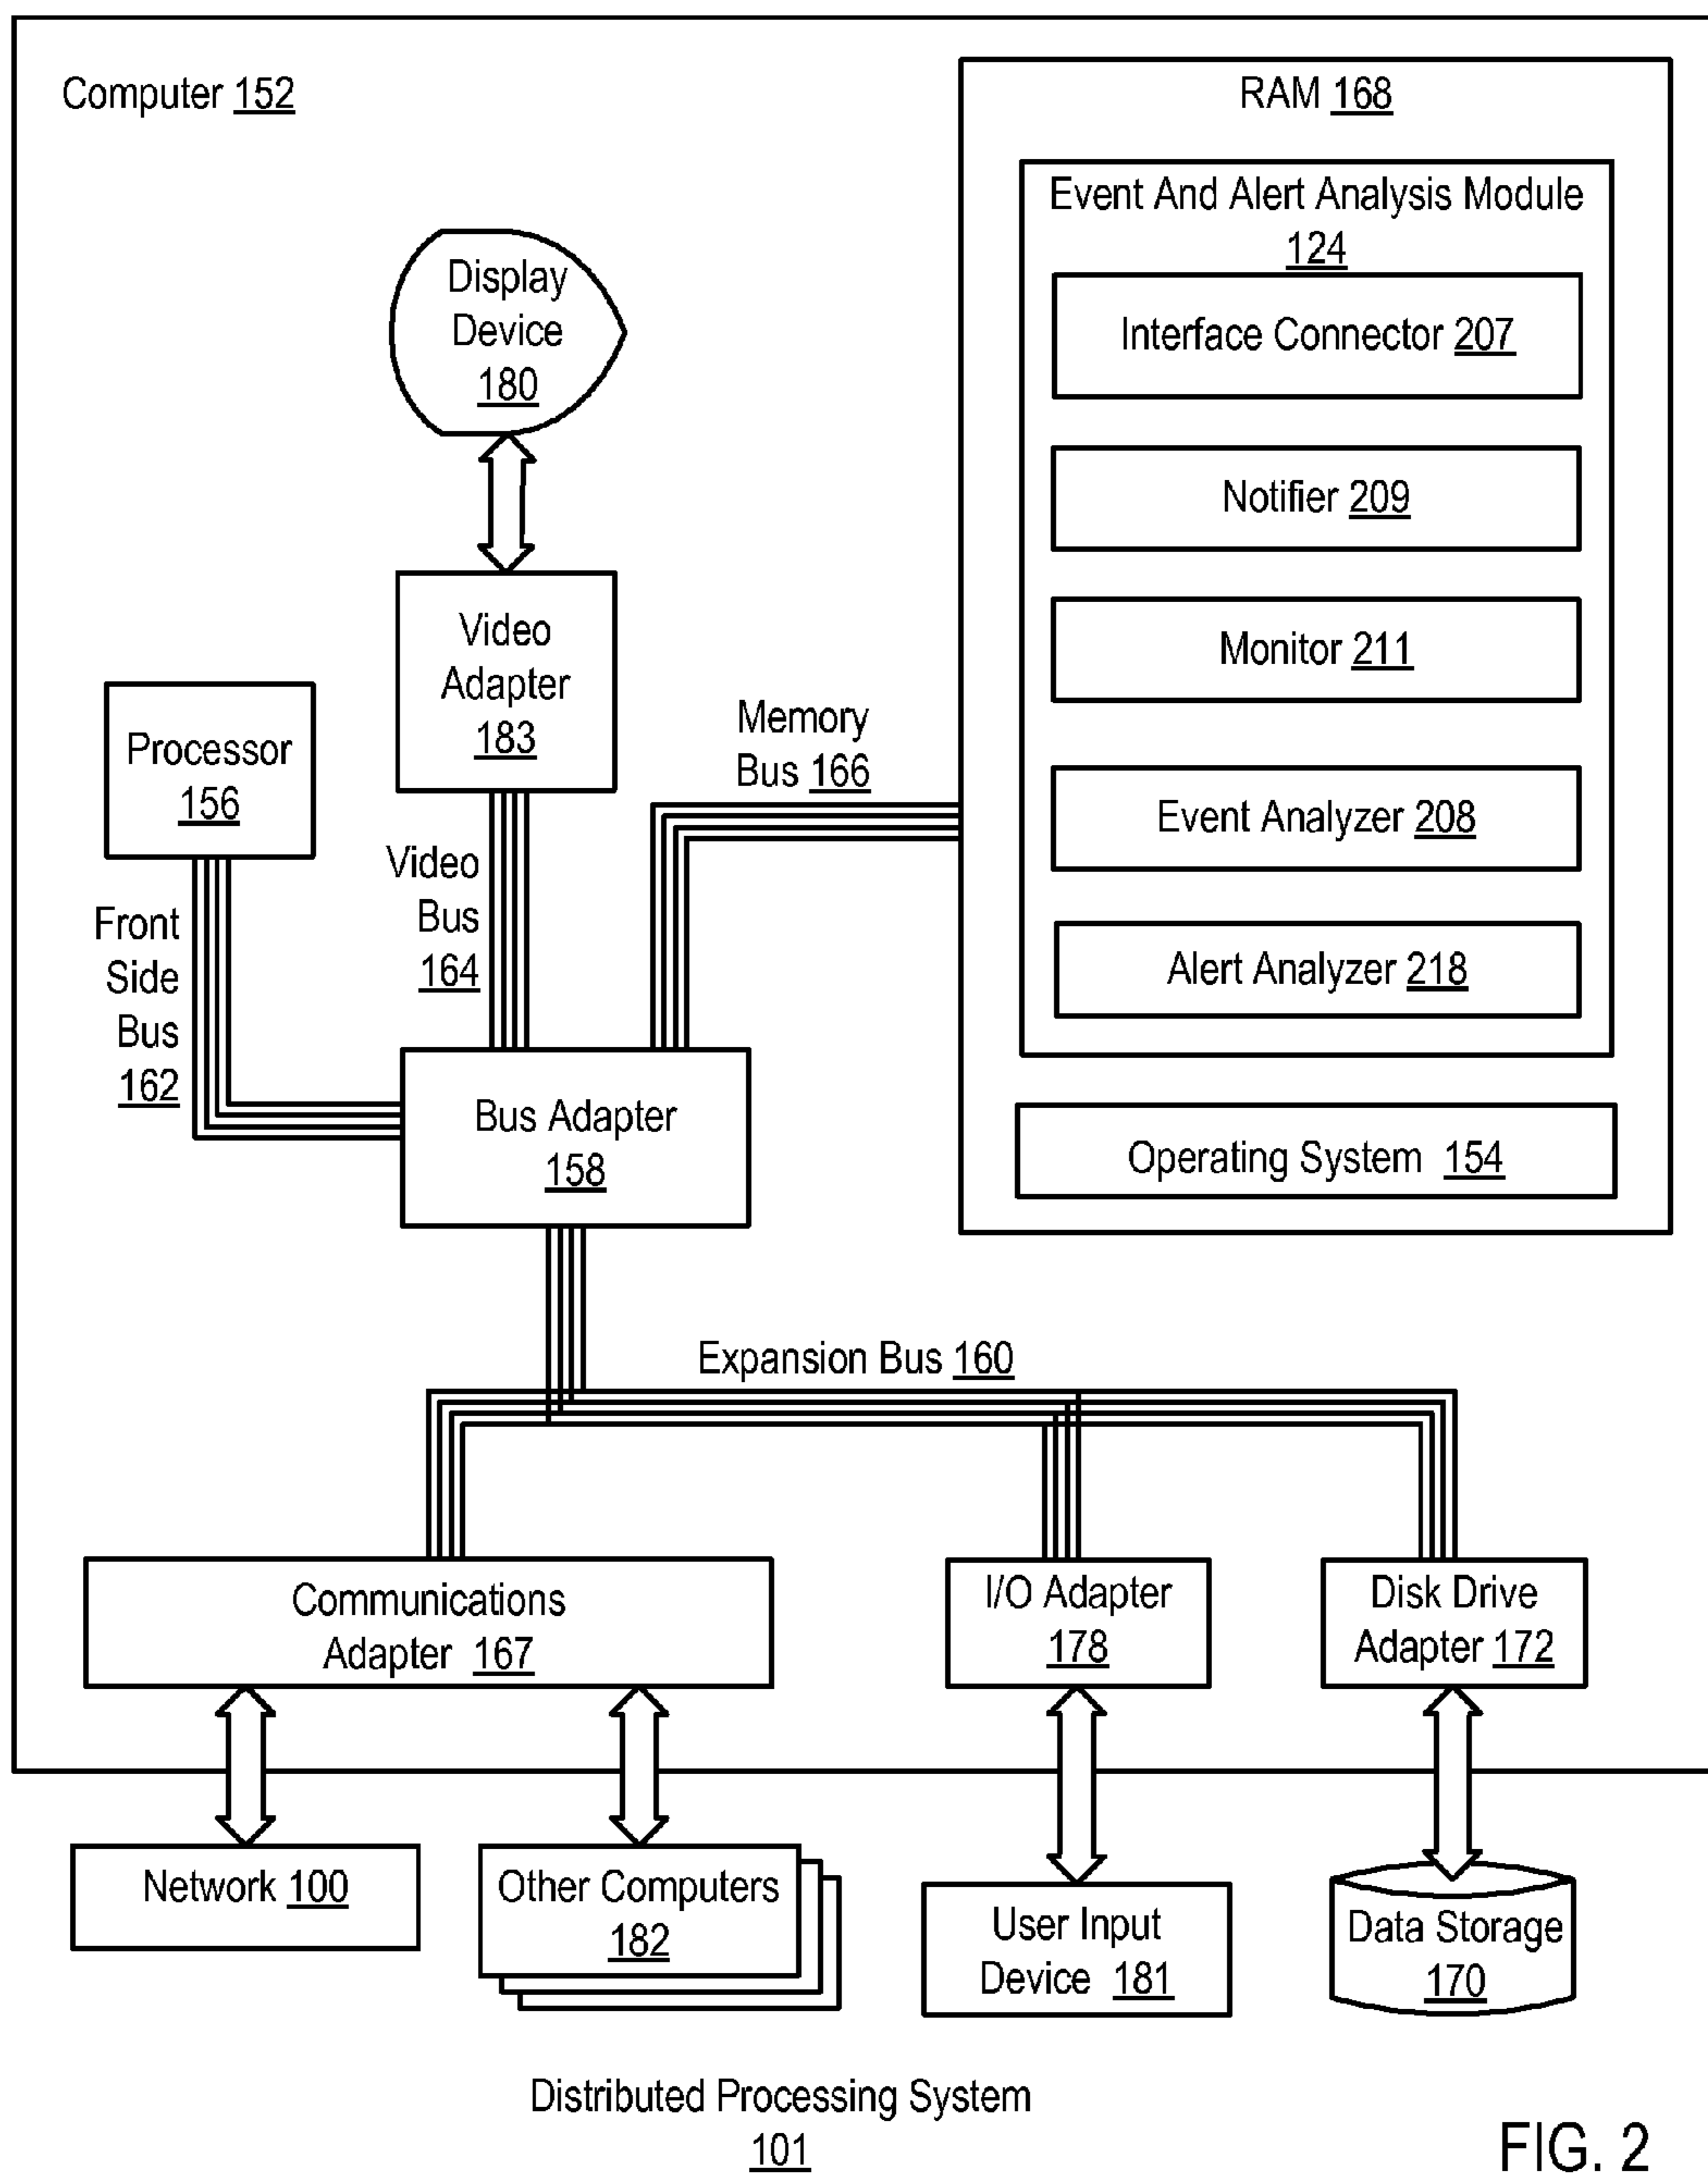 Computer 152
RAM 168
Event And Alert Analysis Module
124
Interface Connector 207
Notifier 209
Monitor 211
Event Analyzer 208
Alert Analyzer 218
Operating System 154
Display
Device
180
Video
Adapter
183
Processor
156
Memory
Bus 166
Video
Bus
164
Front
Side
Bus
162
Bus Adapter
158
Expansion Bus 160
Communications
Adapter 167
I/O Adapter
178
Disk Drive
Adapter 172
Network 100
Other Computers
182
User Input
Device 181
Data Storage
170
Distributed Processing System
101
FIG. 2